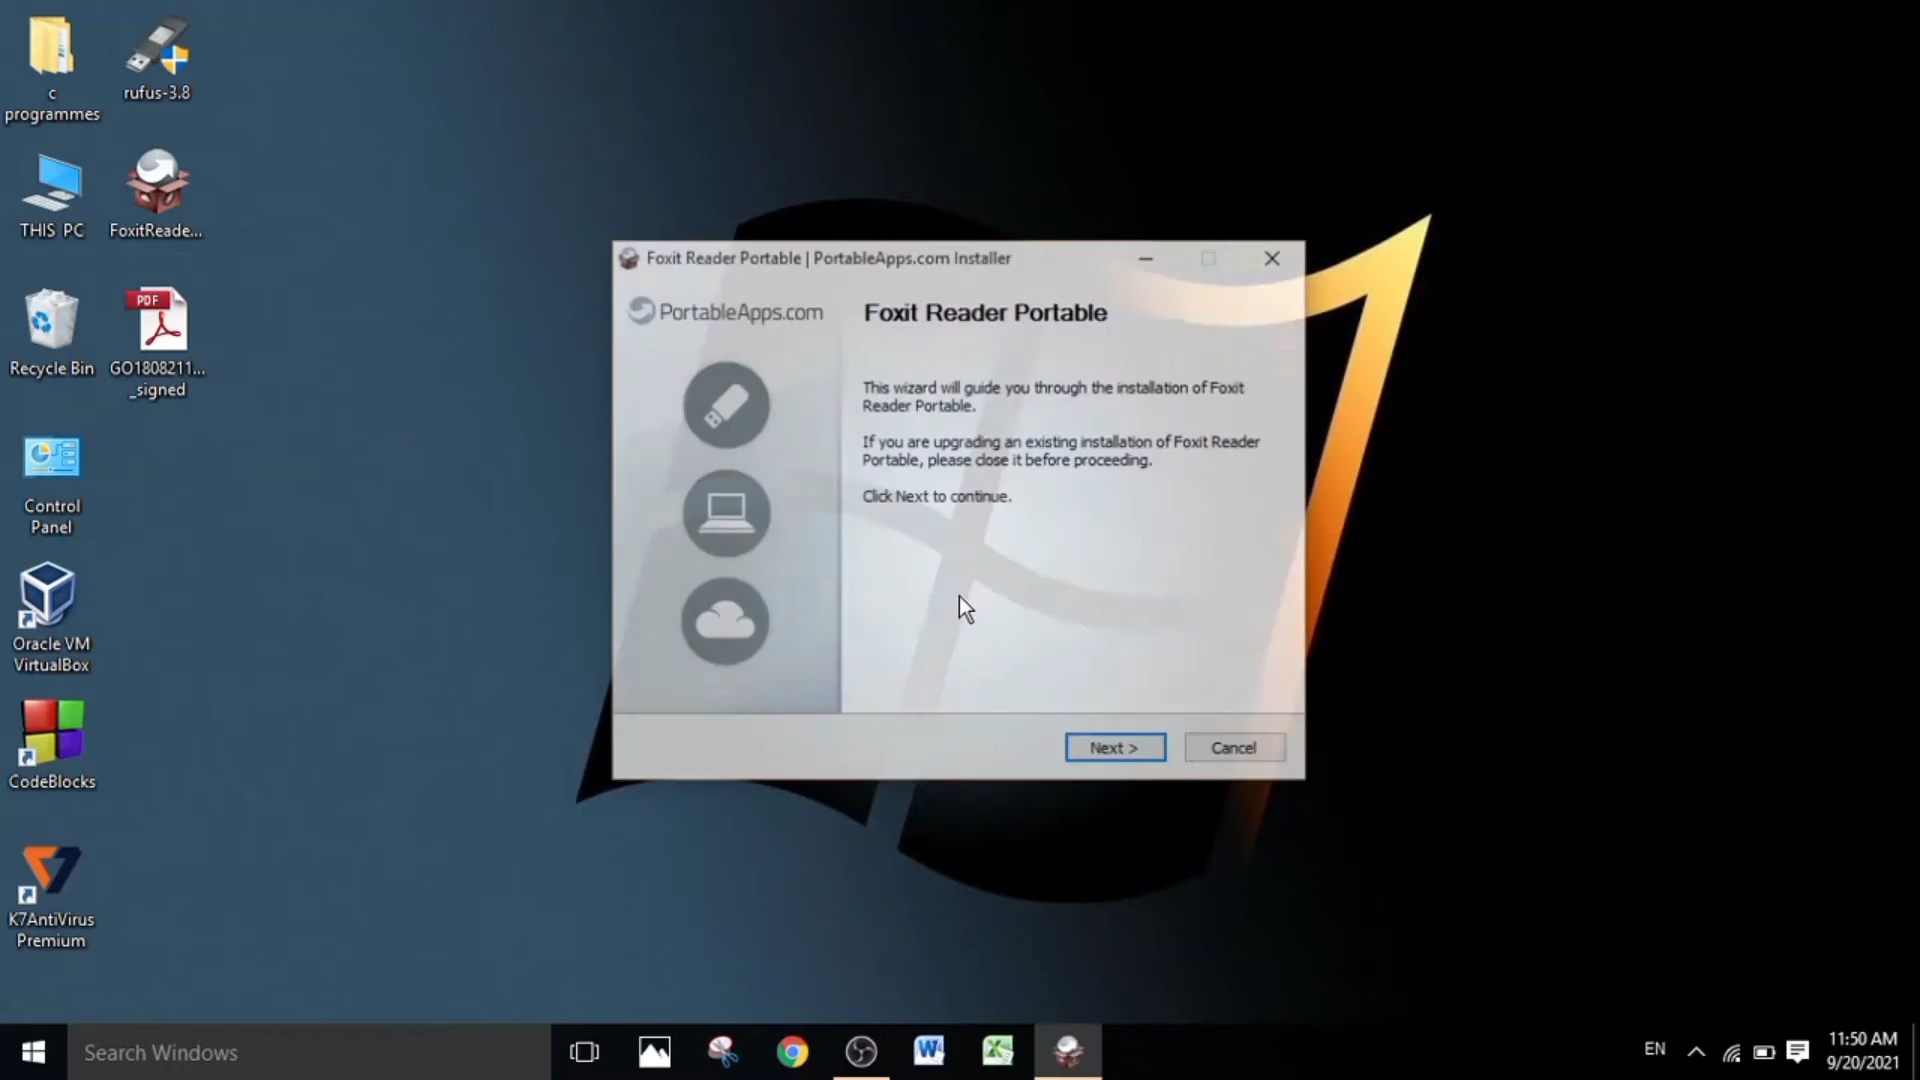 c
programmes
rufus-3.8
THIS PC
FoxitReade...
Recycle Bin
PDF
GO1808211...
_signed
Control
Panel
Oracle VM
VirtualBox
CodeBlocks
K7AntiVirus
Premium
Foxit Reader Portable | PortableApps.com Installer
PortableApps.com
Foxit Reader Portable
This wizard will guide you through the installation of Foxit
Reader Portable.
If you are upgrading an existing installation of Foxit Reader
Portable, please close it before proceeding.
Click Next to continue.
Next >
Cancel
Search Windows
EN
11:50 AM
9/20/2021